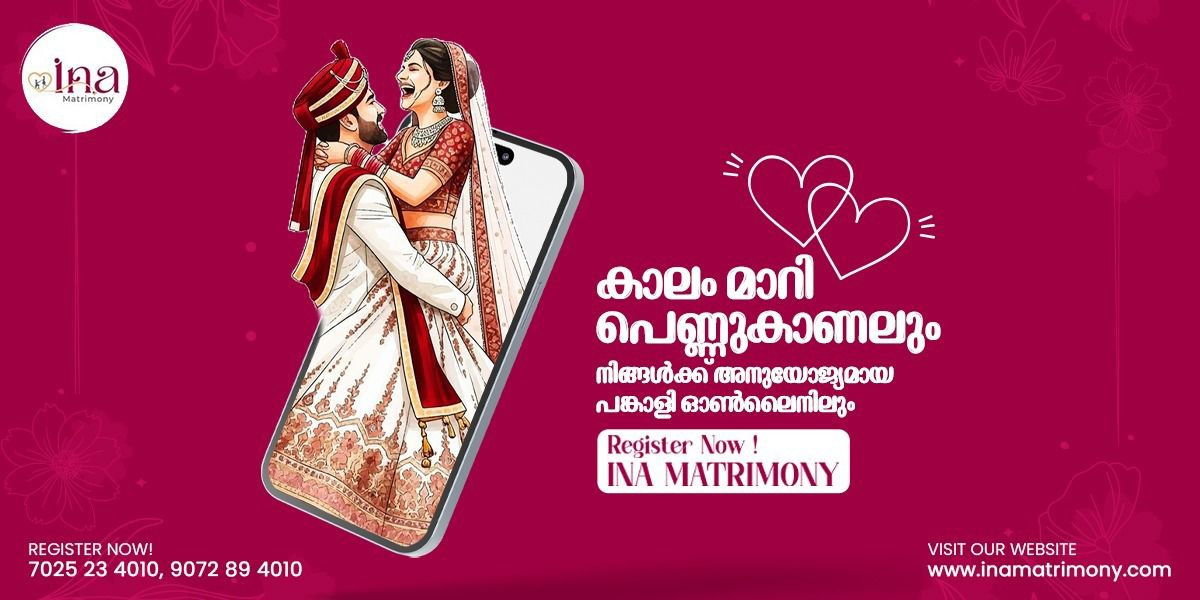 ina
Matrimony
കാലം മാറി
പെണ്ണുകാണലും
നിങ്ങൾക്ക് അനുയോജ്യമായ
പങ്കാളി ഓൺലൈനിലും
Register Now !
INA MATRIMONY
REGISTER NOW!
7025 23 4010, 9072 89 4010
VISIT OUR WEBSITE
www.inamatrimony.com